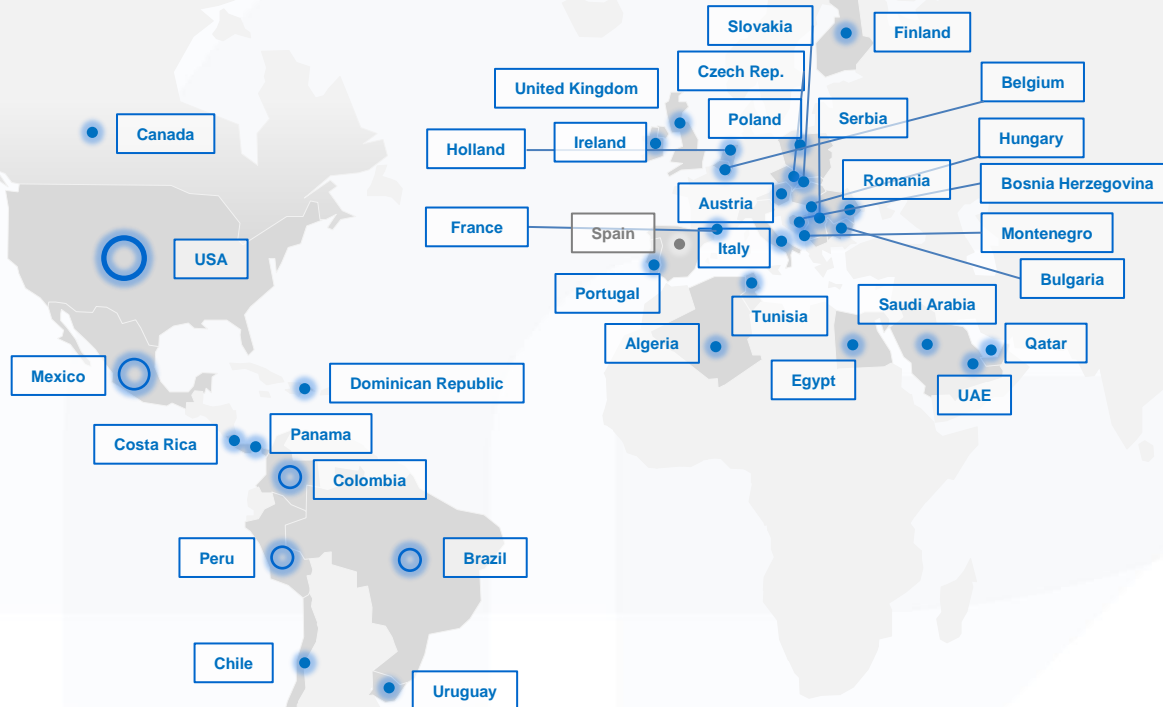 Slovakia
Finland
Czech Rep.
Belgium
United Kingdom
Poland
Serbia
Canada
Hungary
Holland
Ireland
Romania
Bosnia Herzegovina
Austria
France
Spain
Italy
Montenegro
USA
Bulgaria
Portugal
Saudi Arabia
Tunisia
Algeria
Qatar
Mexico
Dominican Republic
Egypt
UAE
Panama
Costa Rica
Colombia
Peru
Brazil
Chile
Uruguay